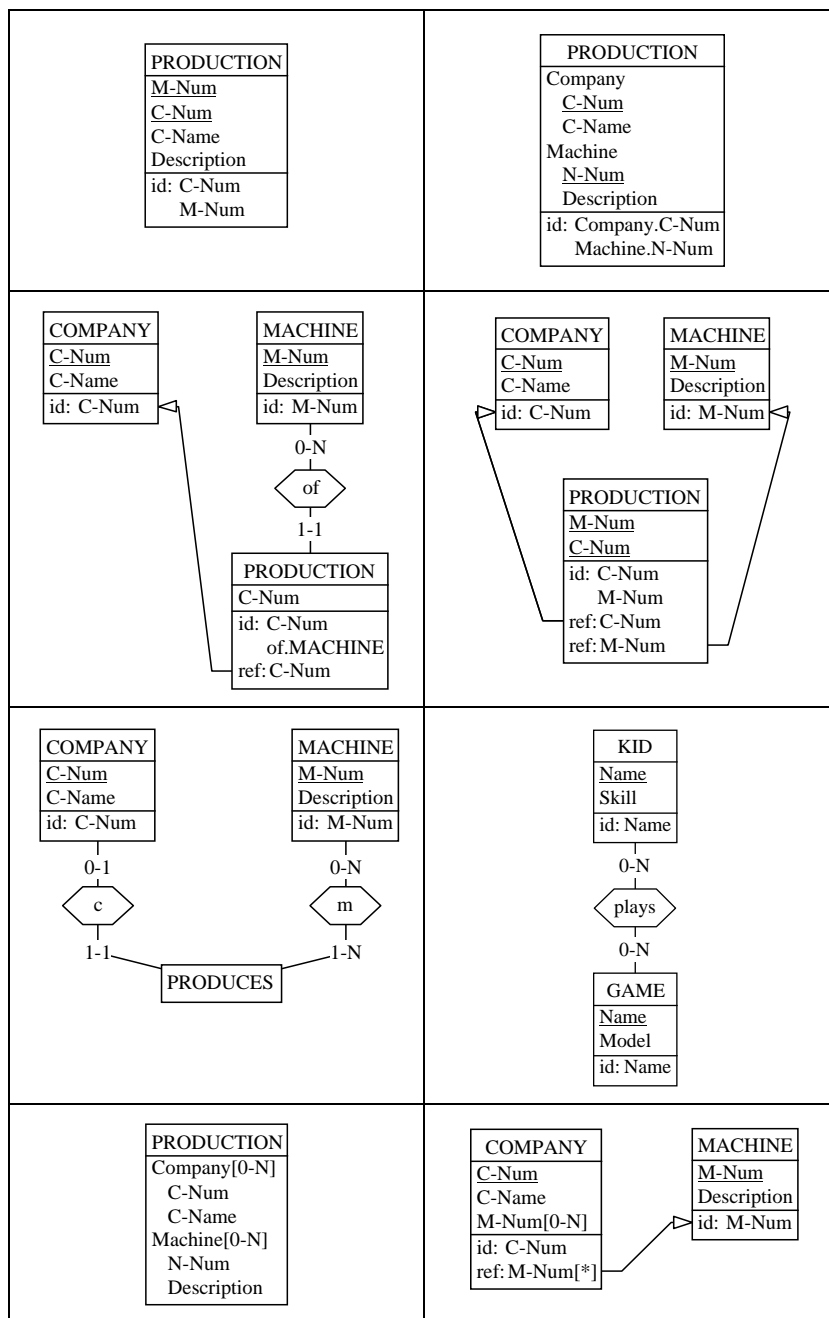 PRODUCTION
M-Num
C-Num
C-Name
Description
id: C-Num
M-Num
PRODUCTION
Company
C-Num
C-Name
Machine
N-Num
Description
id: Company.C-Num
Machine.N-Num
COMPANY
C-Num
C-Name
id: C-Num
MACHINE
M-Num
Description
id: M-Num
0-N
of
1-1
PRODUCTION
C-Num
id: C-Num
of.MACHINE
ref: C-Num
COMPANY
C-Num
C-Name
id: C-Num
MACHINE
M-Num
Description
id: M-Num
PRODUCTION
M-Num
C-Num
id: C-Num
M-Num
ref: C-Num
ref: M-Num
COMPANY
C-Num
C-Name
id: C-Num
0-1
c
1-1
MACHINE
M-Num
Description
id: M-Num
0-N
m
1-N
PRODUCES
KID
Name
Skill
id: Name
0-N
plays
0-N
GAME
Name
Model
id: Name
PRODUCTION
Company[0-N]
C-Num
C-Name
Machine[0-N]
N-Num
Description
COMPANY
C-Num
C-Name
M-Num[0-N]
id: C-Num
ref: M-Num[*]
MACHINE
M-Num
Description
id: M-Num